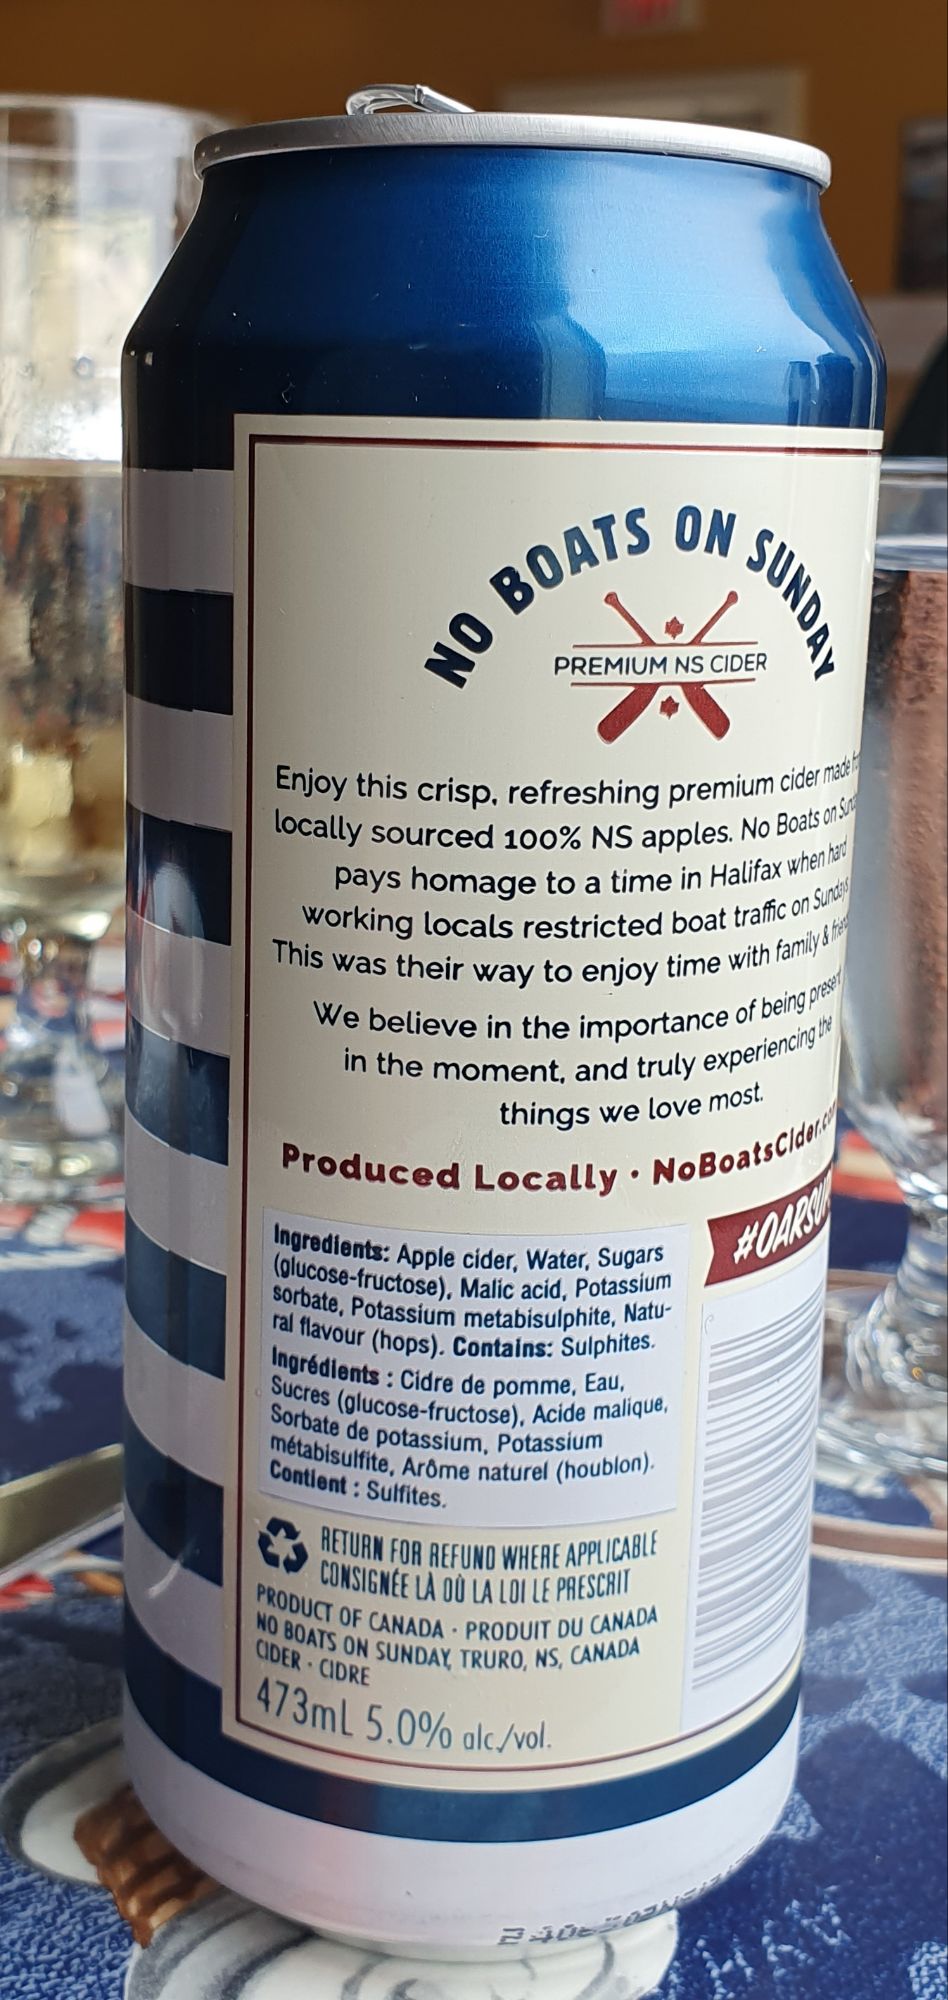 NO BOATS ON SUNDAY
PREMIUM NS CIDER
Enjoy this crisp, refreshing premium cider made
locally sourced 100% NS apples. No Boats on
pays homage to a time in Halifax when hard
working locals restricted boat traffic on Sundays
This was their way to enjoy time with family &
We believe in the importance of being
in the moment, and truly experiencing the
things we love most.
Produced Locally • NoBoatsCider.com
Ingredients: Apple cider, Water, Sugars
(glucose-fructose), Malic acid, Potassium
sorbate, Potassium metabisulphite, Natu-
ral flavour (hops). Contains: Sulphites.
Ingrédients : Cidre de pomme, Eau,
Sucres (glucose-fructose), Acide malique,
Sorbate de potassium, Potassium
métabisulfite, Arôme naturel (houblon).
Contient : Sulfites.
RETURN FOR REFUND WHERE APPLICABLE
CONSIGNÉE LÀ OÙ LA LOI LE PRESCRIT
PRODUCT OF CANADA · PRODUIT DU CANADA
NO BOATS ON SUNDAY, TRURO, NS, CANADA
CIDER · CIDRE
473mL 5.0% alc./vol.